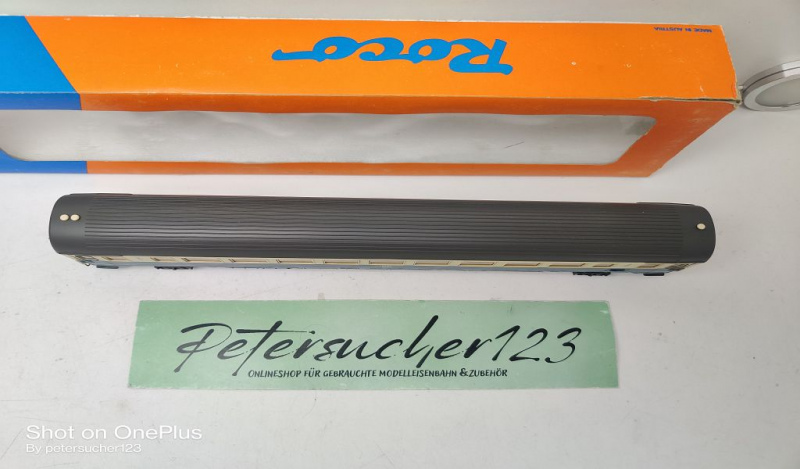 MADE IN AUSTRIA
Roco
Petersucher123
ONLINESHOP FÜR GEBRAUCHTE MODELLEISENBAHN & ZUBEHÖR
Shot on OnePlus
By petersucher123